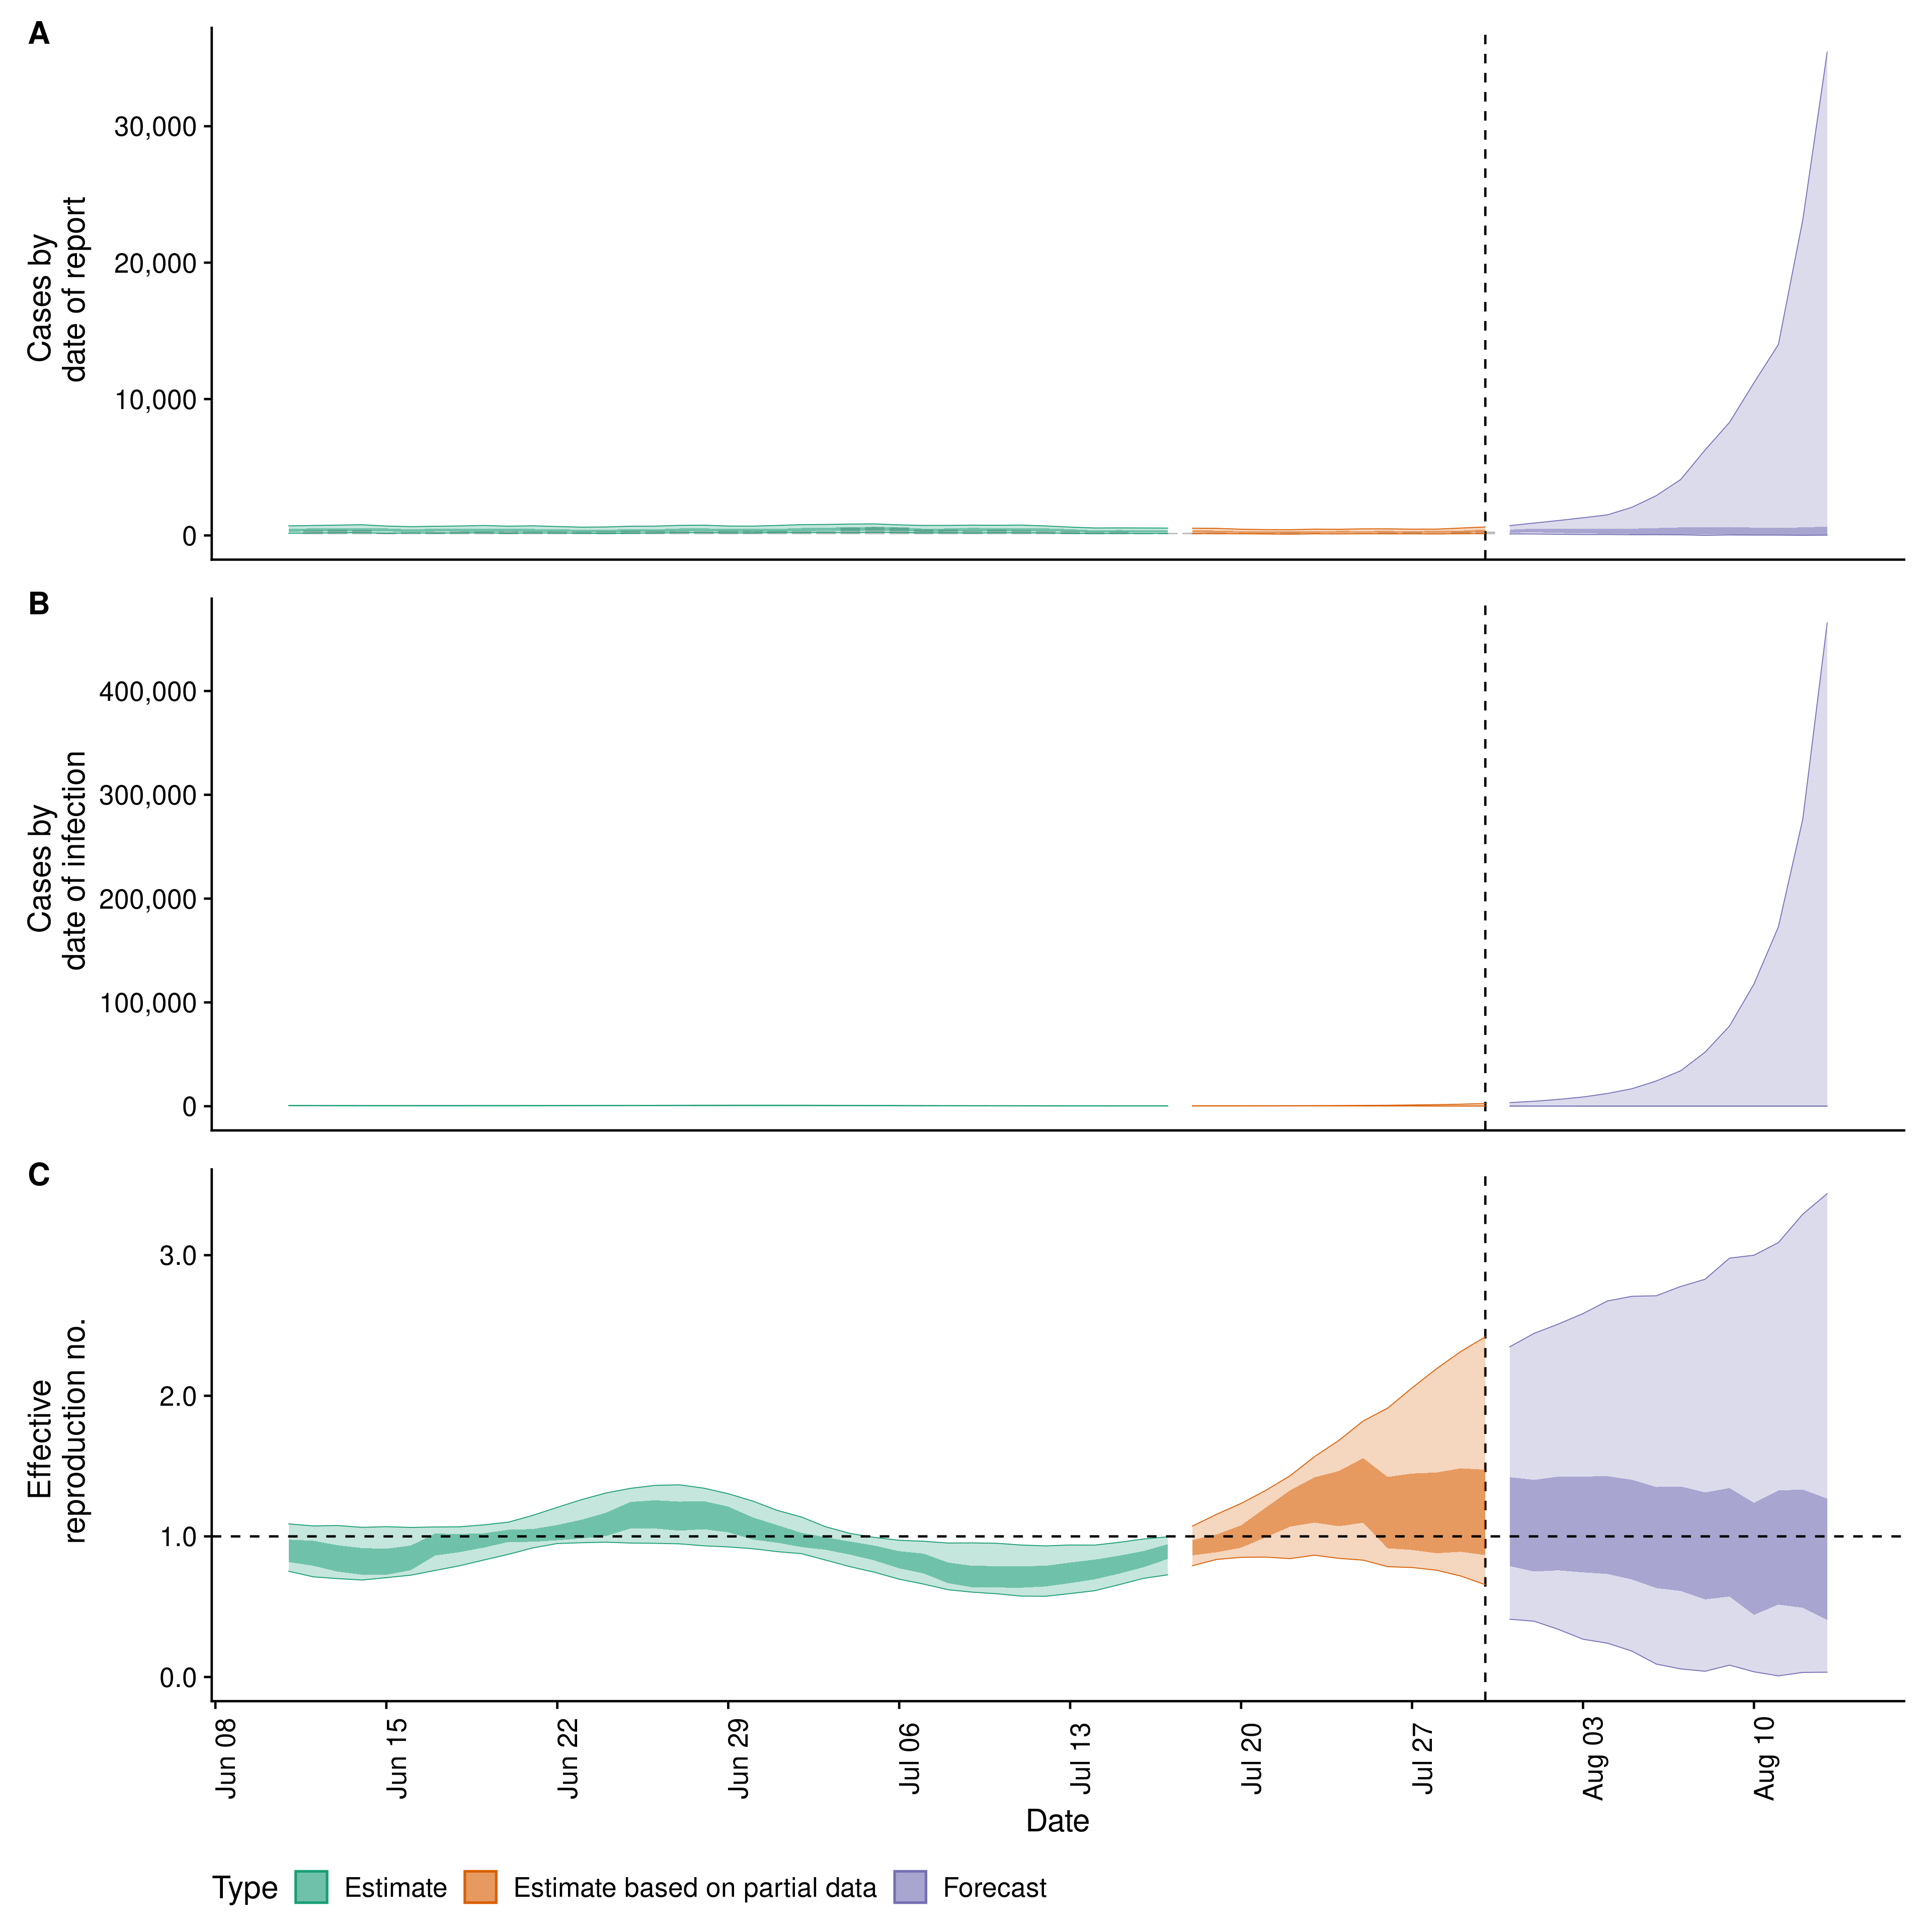 A
Cases by
date of report
30,000
20,000
10,000
0
B
Cases by
date of infection
400,000
300,000
200,000
100,000
0
C
Effective
reproduction no.
3.0
2.0
1.0
0.0
Jun 08
Jun 15
Jun 22
Jun 29
Jul 06
Jul 13
Jul 20
Jul 27
Aug 03
Aug 10
Date
Type Estimate Estimate based on partial data Forecast